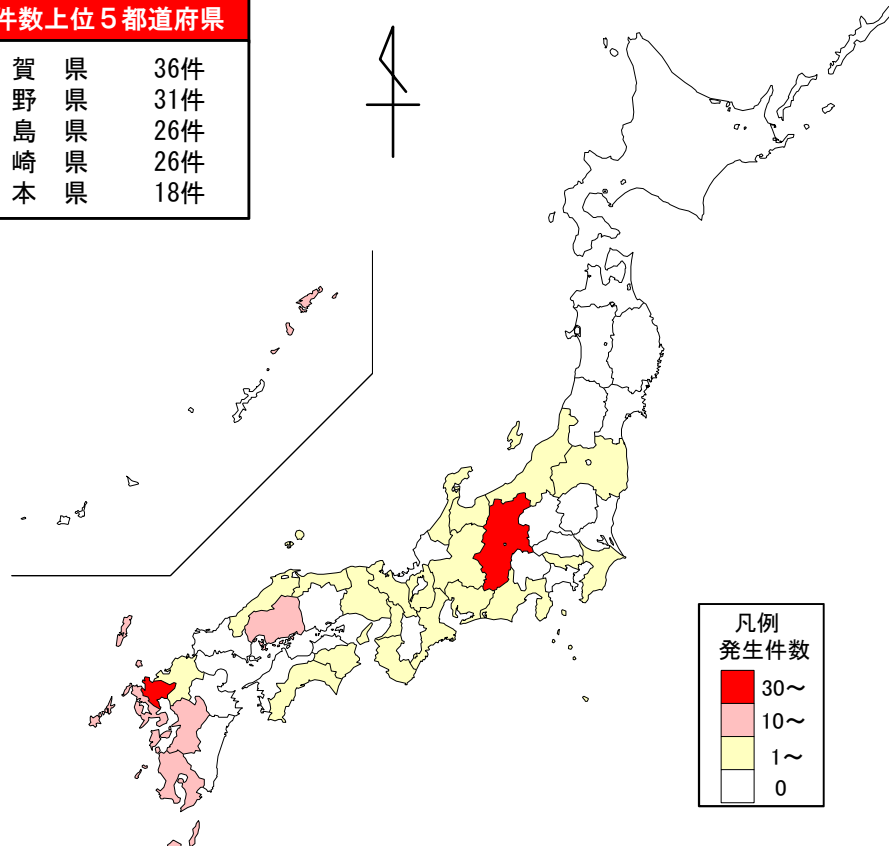 件数上位５都道府県
賀 県 36件
野 県 31件
島 県 26件
崎 県 26件
本 県 18件
凡例
発生件数
30～
10～
1～
0